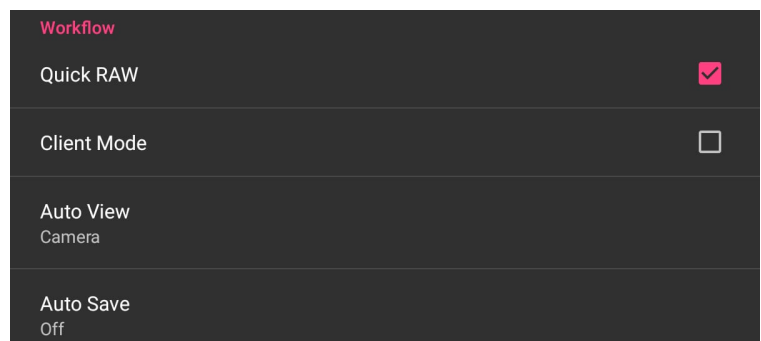 Workflow
Quick RAW
Client Mode
Auto View
Camera
Auto Save
Off